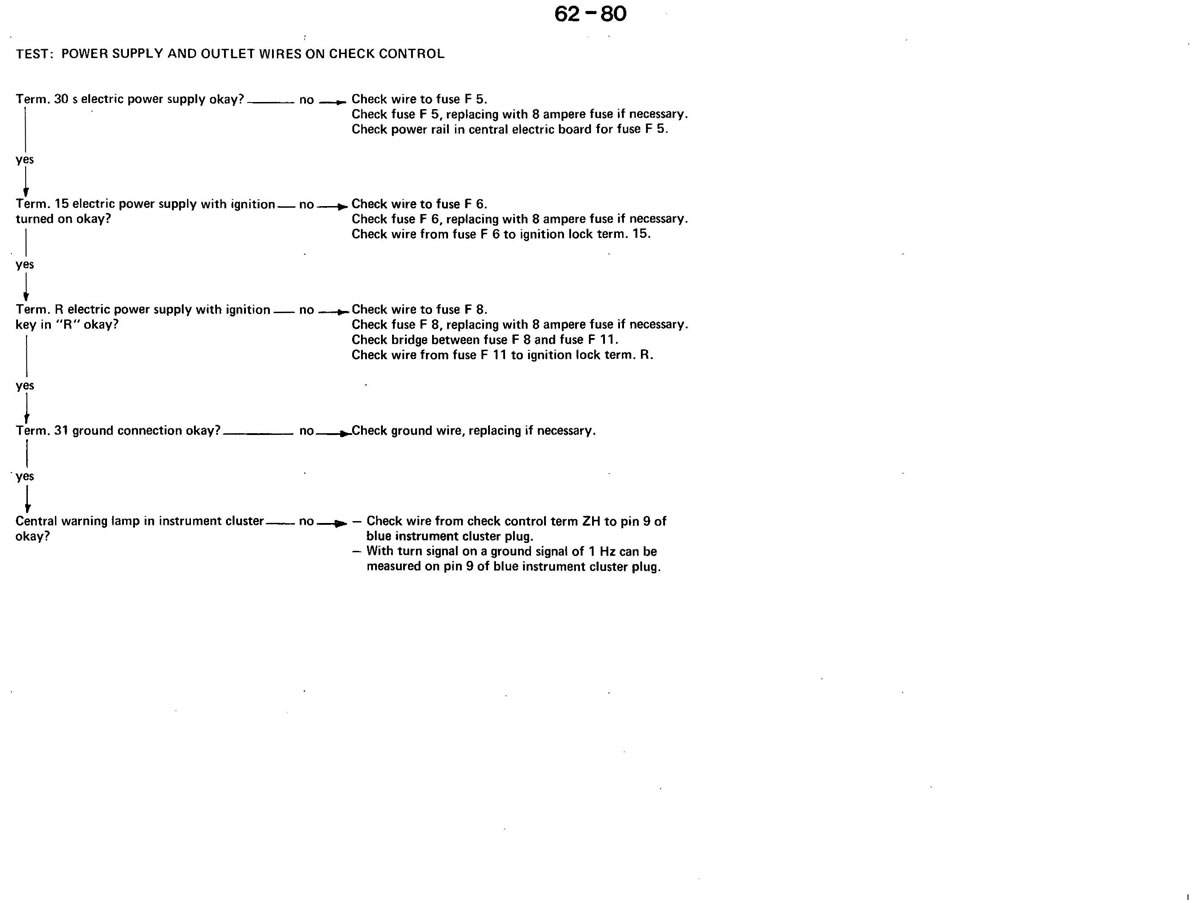 62-80
TEST: POWER SUPPLY AND OUTLET WIRES ON CHECK CONTROL
Term. 30 s electric power supply okay? no Check wire to fuse F 5.
Check fuse F 5, replacing with 8 ampere fuse if necessary.
Check power rail in central electric board for fuse F 5.
yes
Term. 15 electric power supply with ignition no Check wire to fuse F 6.
turned on okay? Check fuse F 6, replacing with 8 ampere fuse if necessary.
Check wire from fuse F 6 to ignition lock term. 15.
yes
Term. R electric power supply with ignition no Check wire to fuse F 8.
key in "R" okay? Check fuse F 8, replacing with 8 ampere fuse if necessary.
Check bridge between fuse F 8 and fuse F 11.
Check wire from fuse F 11 to ignition lock term. R.
yes
Term. 31 ground connection okay? no Check ground wire, replacing if necessary.
yes
Central warning lamp in instrument cluster no — Check wire from check control term ZH to pin 9 of
okay? blue instrument cluster plug.
— With turn signal on a ground signal of 1 Hz can be
measured on pin 9 of blue instrument cluster plug.